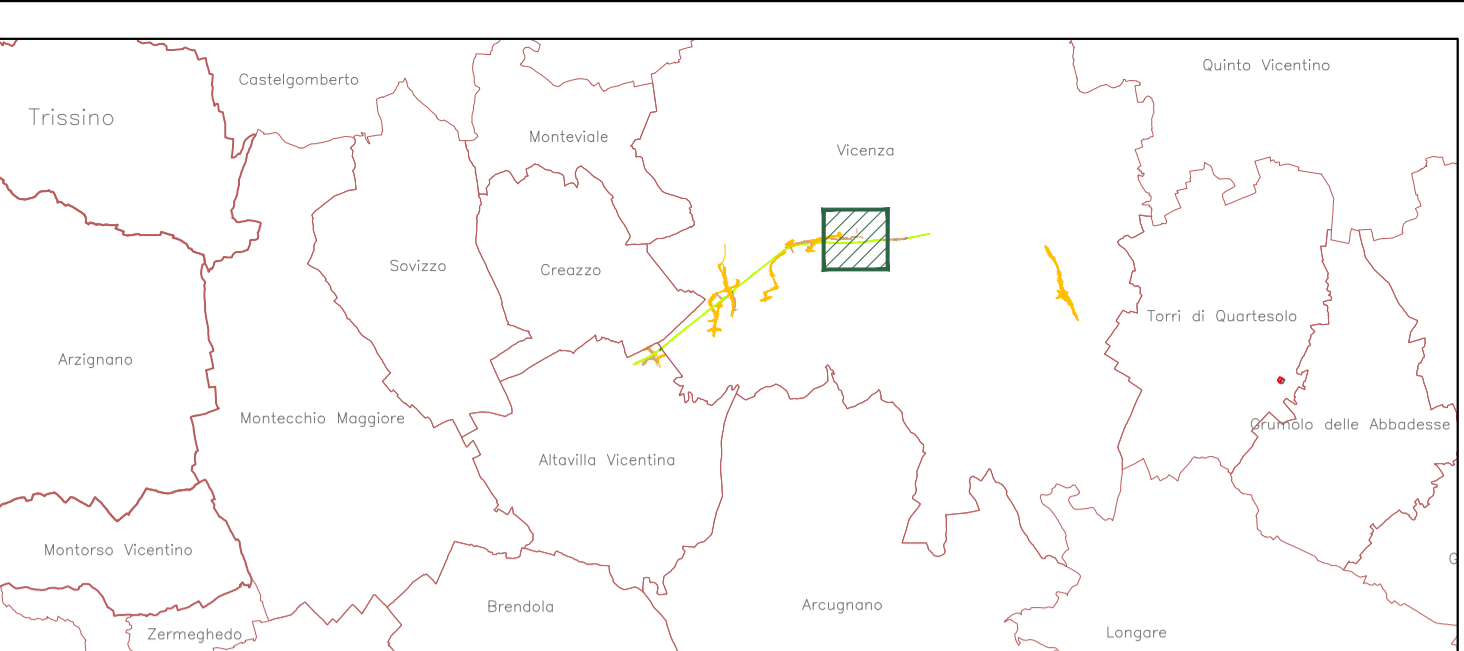 Quinto Vicentino
Castelgomberto
Trissino
Monteviale
Vicenza
Sovizzo
Creazzo
Torri di Quartesolo
Arzignano
Montecchio Maggiore
Grumolo delle Abbadesse
Altavilla Vicentina
Montorso Vicentino
G
Brendola
Arcugnano
Longare
Zermeghedo